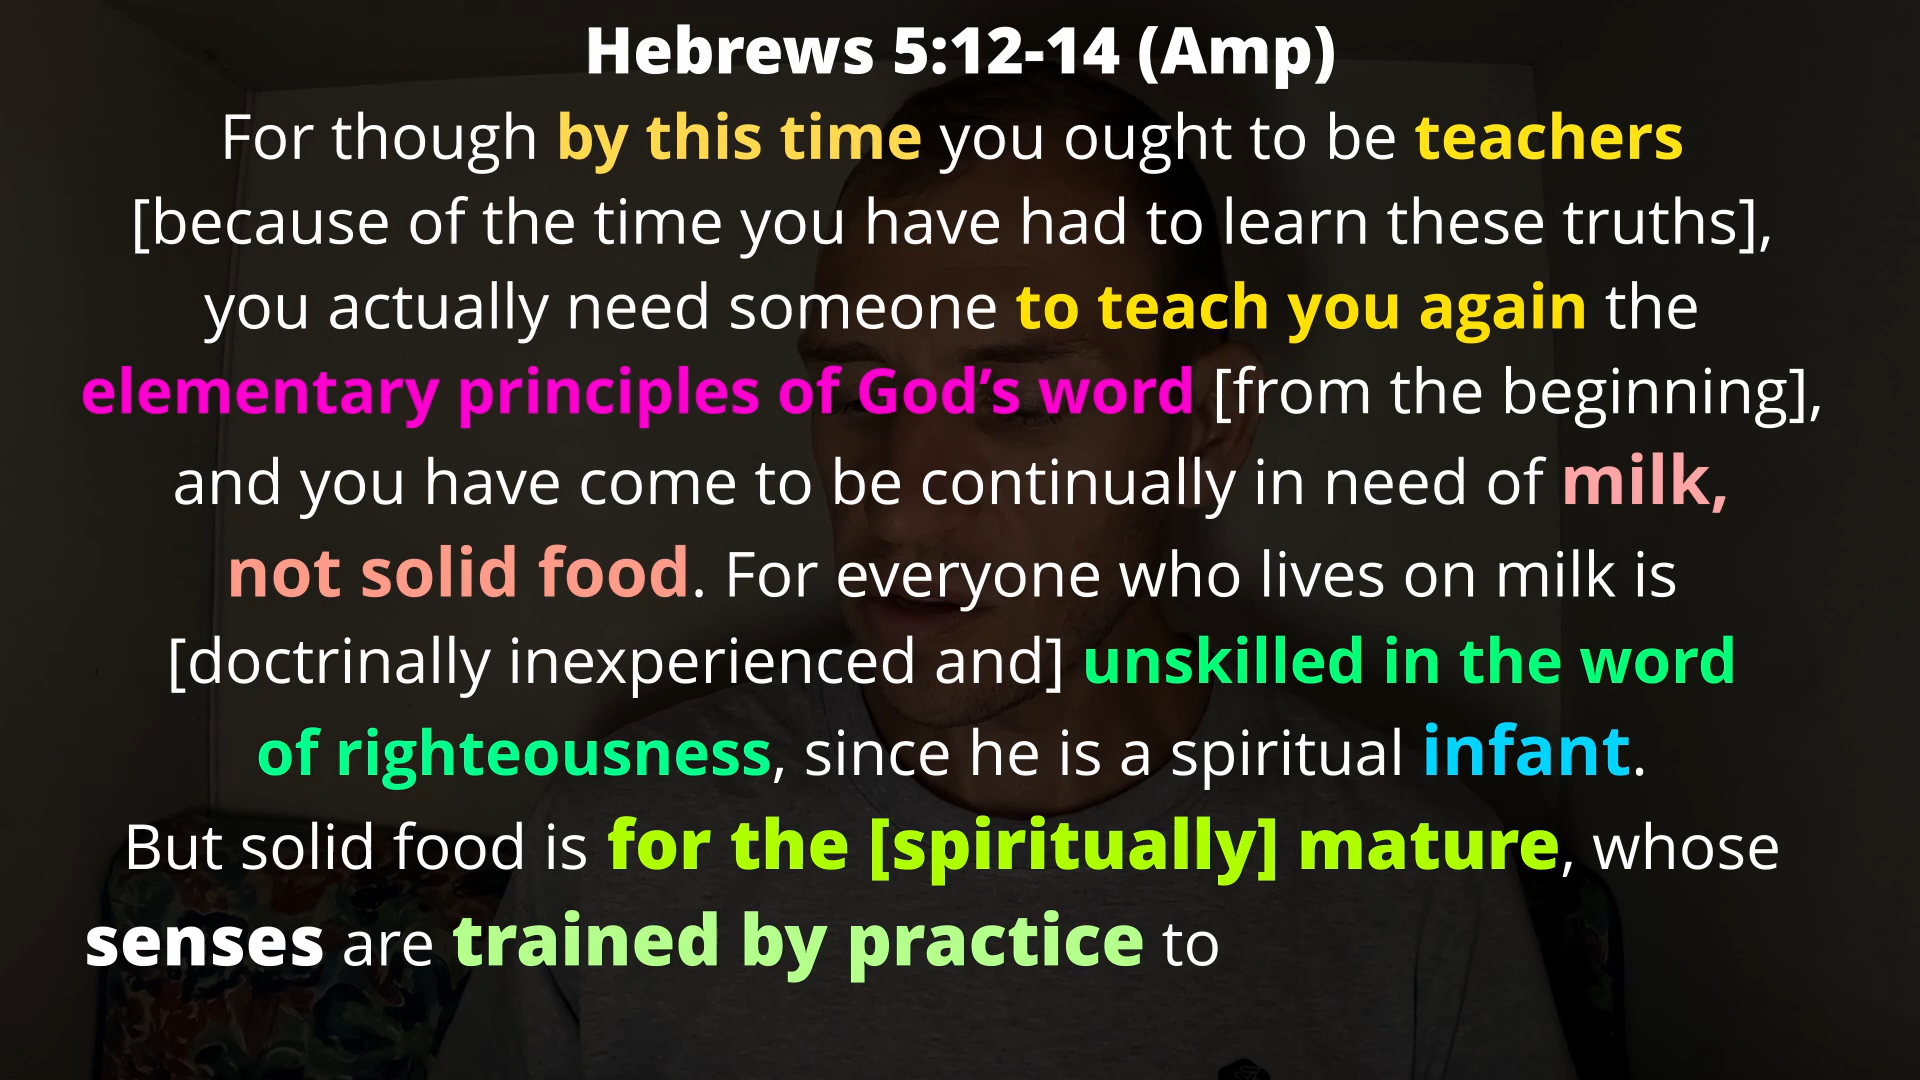 Hebrews 5:12-14 (Amp)
For though by this time you ought to be teachers
[because of the time you have had to learn these truths],
you actually need someone to teach you again the
elementary principles of God’s word [from the beginning],
and you have come to be continually in need of milk,
not solid food. For everyone who lives on milk is
[doctrinally inexperienced and] unskilled in the word
of righteousness, since he is a spiritual infant.
But solid food is for the [spiritually] mature, whose
senses are trained by practice to